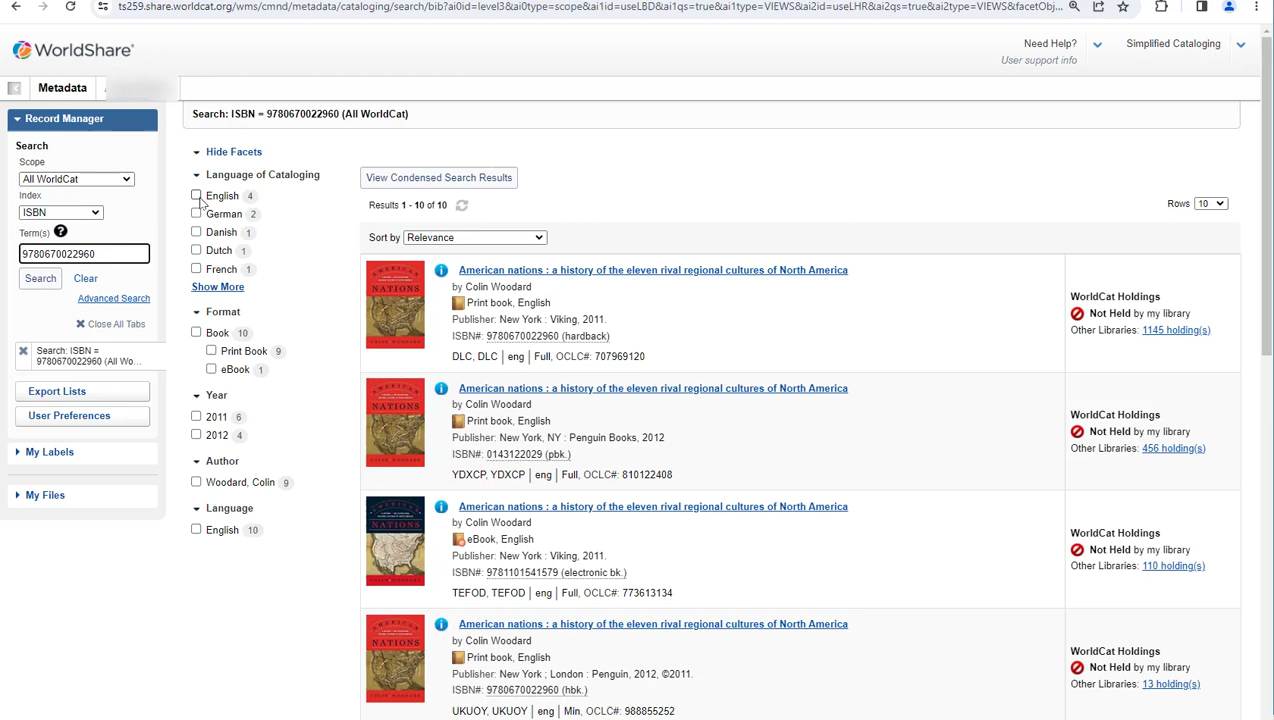 ts259.share.worldcat.org/wms/cmnd/metadata/cataloging/search/bib?ai0id=level3&ai0type=scope&ai1id=useLBD&ai1qs=true&ai1type=VIEWS&ai2id=useLHR&ai2qs=true&ai2type=VIEWS&facetObj...
WorldShare®
Need Help?
User support info
Simplified Cataloging
Metadata
Record Manager
Search
Scope
All WorldCat
Index
ISBN
Term(s) ?
9780670022960
Search Clear
Advanced Search
Close All Tabs
Search: ISBN =
9780670022960 (All Wo...
Export Lists
User Preferences
My Labels
My Files
Search: ISBN = 9780670022960 (All WorldCat)
Hide Facets
Language of Cataloging
English 4
German 2
Danish 1
Dutch 1
French 1
Show More
Format
Book 10
Print Book 9
eBook 1
Year
2011 6
2012 4
Author
Woodard, Colin 9
Language
English 10
View Condensed Search Results
Results 1 - 10 of 10
Rows 10
Sort by Relevance
AMERICAN NATIONS
American nations : a history of the eleven rival regional cultures of North America
by Colin Woodard
Print book, English
Publisher: New York : Viking, 2011.
ISBN#: 9780670022960 (hardback)
DLC, DLC | eng | Full, OCLC#: 707969120
WorldCat Holdings
Not Held by my library
Other Libraries: 1145 holding(s)
AMERICAN NATIONS
American nations : a history of the eleven rival regional cultures of North America
by Colin Woodard
Print book, English
Publisher: New York, NY : Penguin Books, 2012
ISBN#: 0143122029 (pbk.)
YDXCP, YDXCP | eng | Full, OCLC#: 810122408
WorldCat Holdings
Not Held by my library
Other Libraries: 456 holding(s)
AMERICAN NATIONS
American nations : a history of the eleven rival regional cultures of North America
by Colin Woodard
eBook, English
Publisher: New York : Viking, 2011.
ISBN#: 9781101541579 (electronic bk.)
TEFOD, TEFOD | eng | Full, OCLC#: 773613134
WorldCat Holdings
Not Held by my library
Other Libraries: 110 holding(s)
AMERICAN NATIONS
American nations : a history of the eleven rival regional cultures of North America
by Colin Woodard
Print book, English
Publisher: New York ; London : Penguin, 2012, ©2011.
ISBN#: 9780670022960 (hbk.)
UKUOY, UKUOY | eng | Min, OCLC#: 988855252
WorldCat Holdings
Not Held by my library
Other Libraries: 13 holding(s)